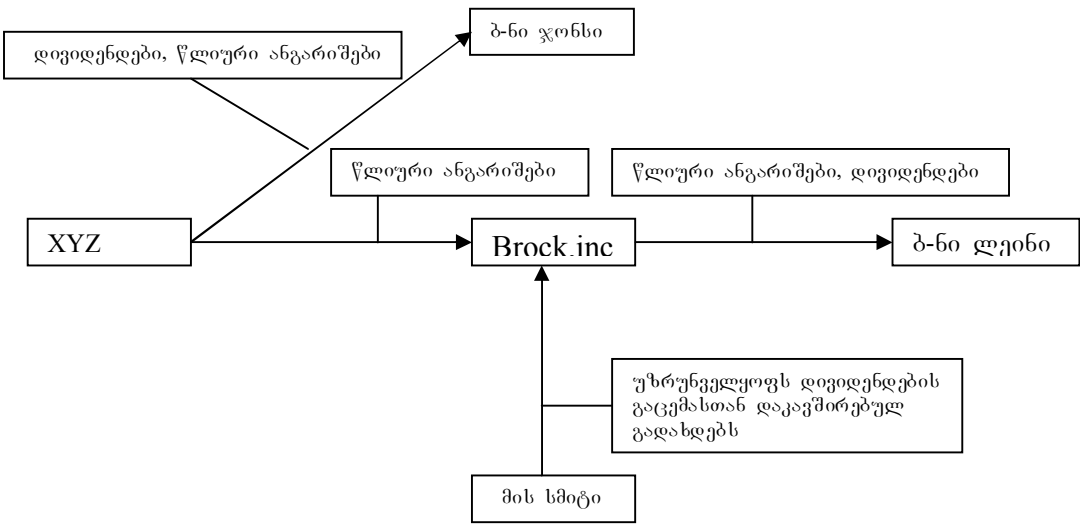 ბ-ნი ჯონსი
დივიდენდები, წლიური ანგარიშები
წლიური ანგარიშები
წლიური ანგარიშები, დივიდენდები
XYZ
Brock.inc
ბ-ნი ლეინი
უზრუნველყოფს დივიდენდების
გაცემასთან დაკავშირებულ
გადახდებს
მის სმიტი